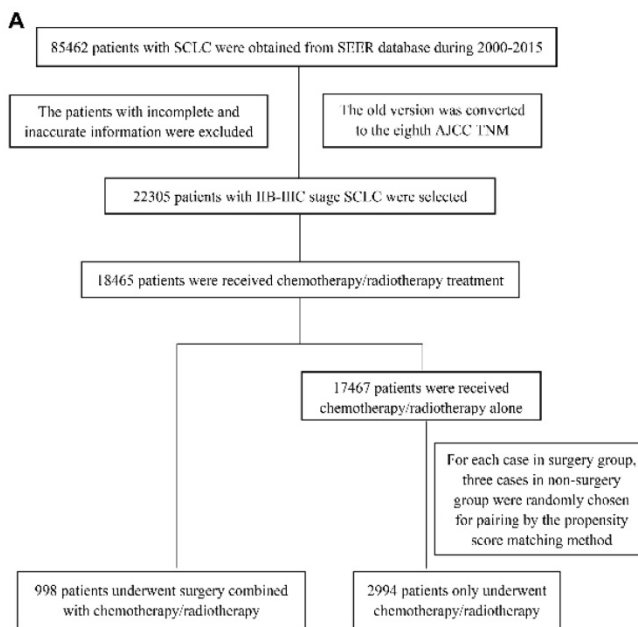 A
85462 patients with SCLC were obtained from SEER database during 2000-2015
The patients with incomplete and
inaccurate information were excluded
The old version was converted
to the eighth AJCC TNM
22305 patients with IIB-IIIC stage SCLC were selected
18465 patients were received chemotherapy/radiotherapy treatment
17467 patients were received
chemotherapy/radiotherapy alone
For each case in surgery group,
three cases in non-surgery
group were randomly chosen
for pairing by the propensity
score matching method
998 patients underwent surgery combined
with chemotherapy/radiotherapy
2994 patients only underwent
chemotherapy/radiotherapy